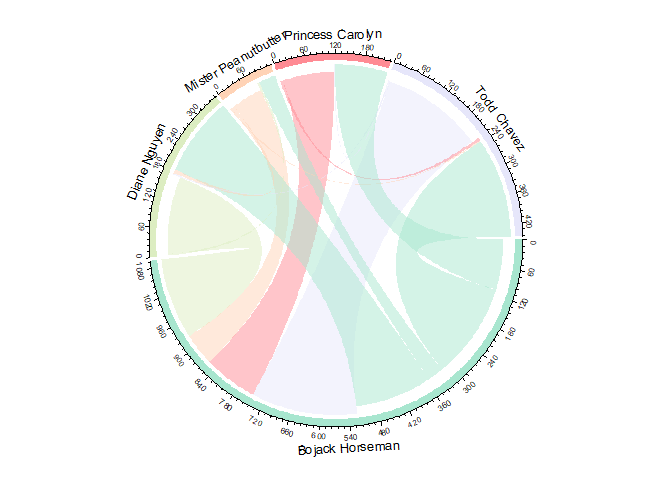 Princess Carolyn
0 60 120 180
Todd Chavez
0 60 120 180 240 300 360 420
Bojack Horseman
0 60 120 180 240 300 360 420 480 540 600 660 720 780 840 900 960 1020 1080
Diane Nguyen
0 60 120 180 240 300
Mister Peanutbutter
0 60